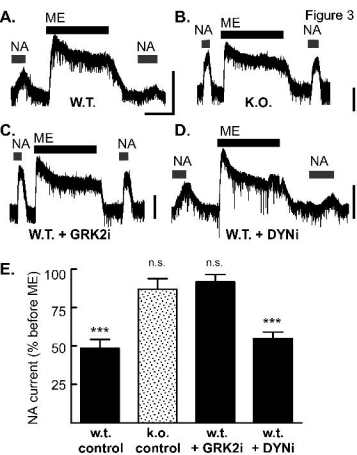 Figure 3
A.
ME
NA
NA
W.T.
B.
ME
NA
NA
K.O.
C.
ME
NA
NA
W.T. + GRK2i
D.
ME
NA
NA
W.T. + DYNi
E.
NA current (% before ME)
100
75
50
25
***
n.s.
n.s.
***
w.t. control
k.o. control
w.t. + GRK2i
w.t. + DYNi